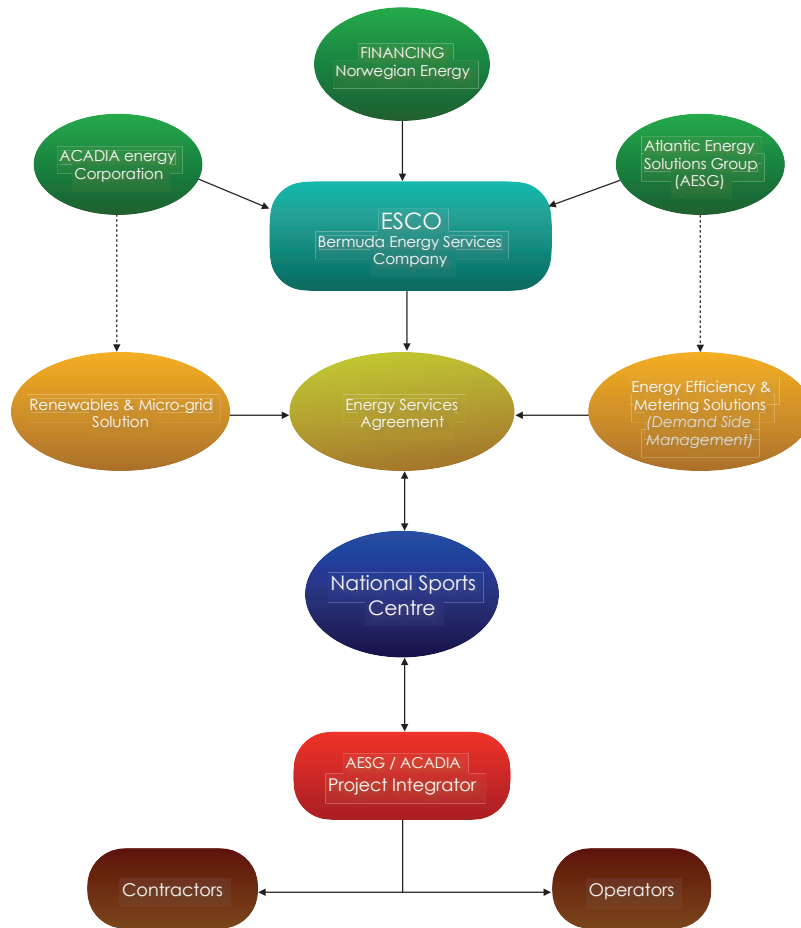 FINANCING
Norwegian Energy
ACADIA energy
Corporation
Atlantic Energy
Solutions Group
(AESG)
ESCO
Bermuda Energy Services
Company
Renewables & Micro-grid
Solution
Energy Services
Agreement
Energy Efficiency &
Metering Solutions
(Demand Side
Management)
National Sports
Centre
AESG / ACADIA
Project Integrator
Contractors
Operators